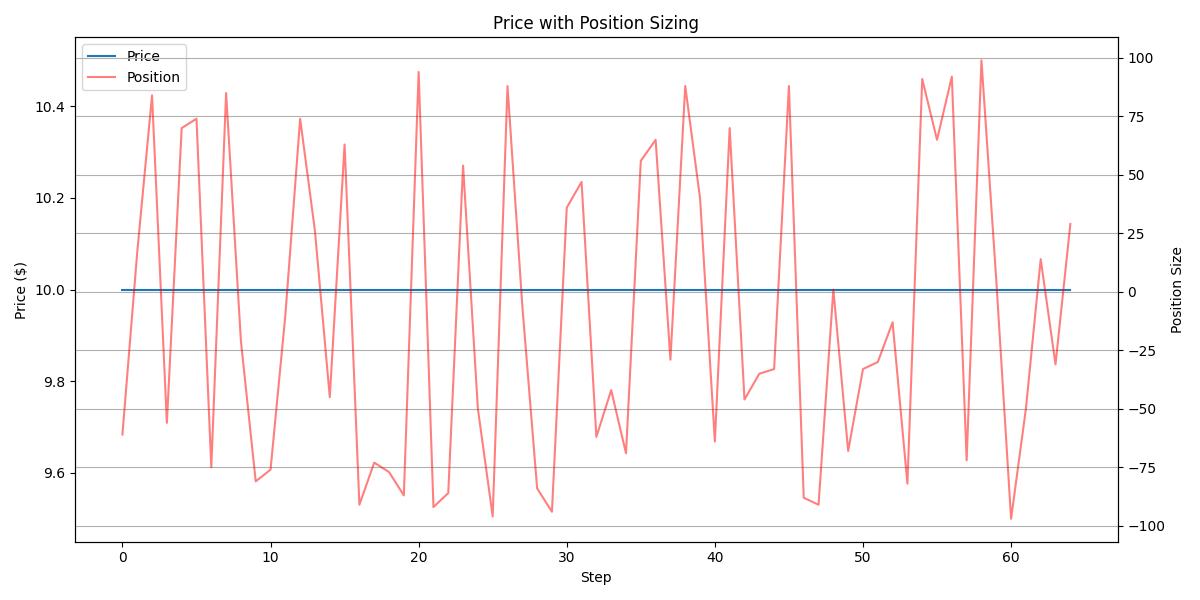 Price with Position Sizing
Price
Position
10.4
10.2
10.0
9.8
9.6
Price ($)
100
75
50
25
0
−25
−50
−75
−100
Position Size
0 10 20 30 40 50 60
Step